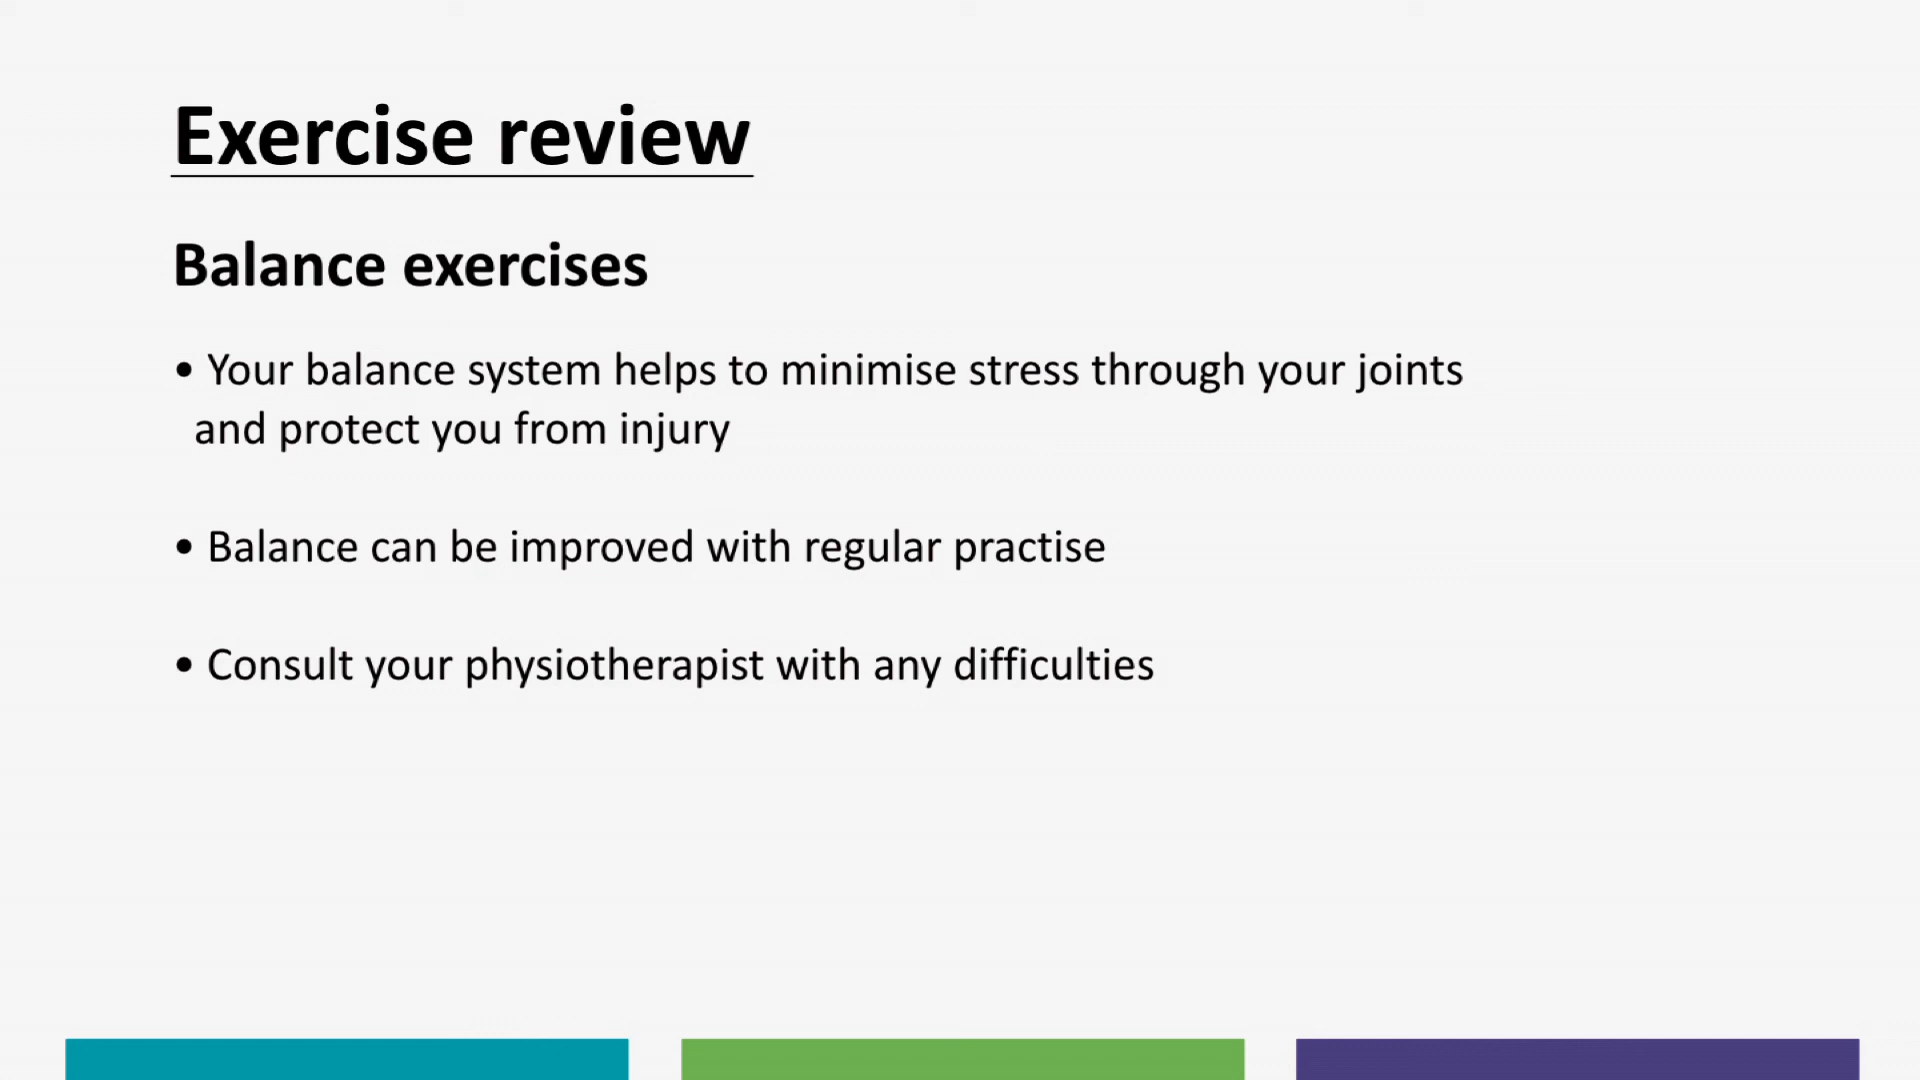 Exercise review
Balance exercises
• Your balance system helps to minimise stress through your joints
and protect you from injury
• Balance can be improved with regular practise
• Consult your physiotherapist with any difficulties